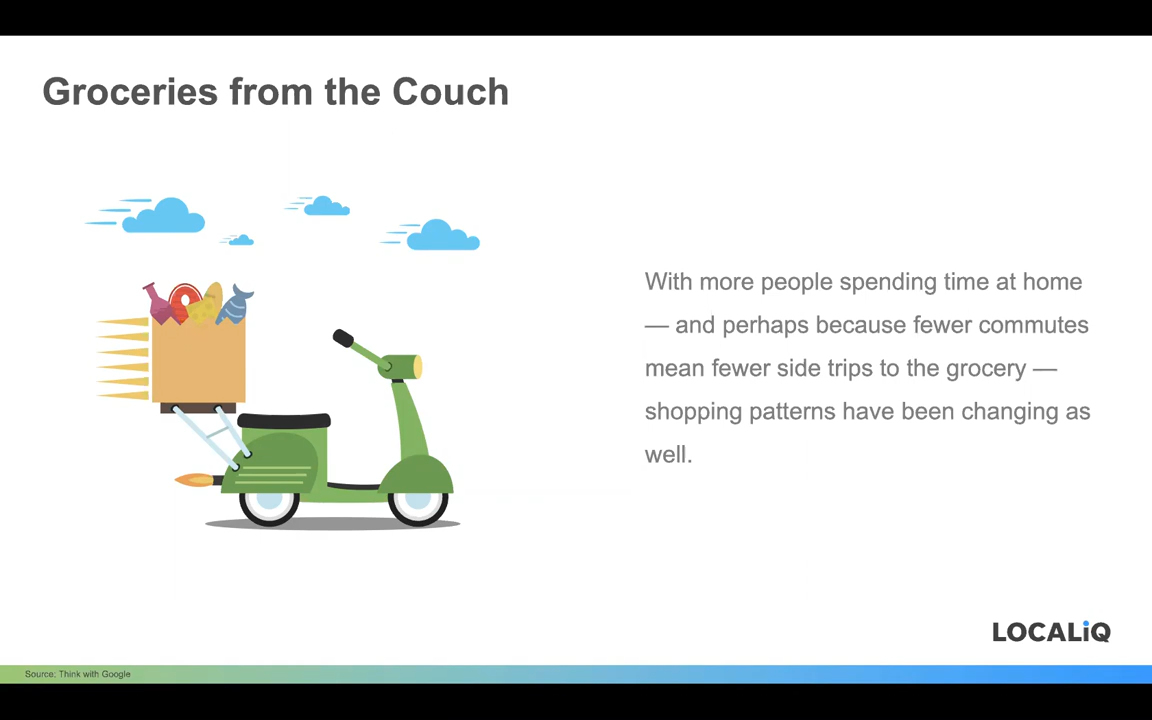 Groceries from the Couch
With more people spending time at home
— and perhaps because fewer commutes
mean fewer side trips to the grocery —
shopping patterns have been changing as
well.
LOCALiQ
Source: Think with Google